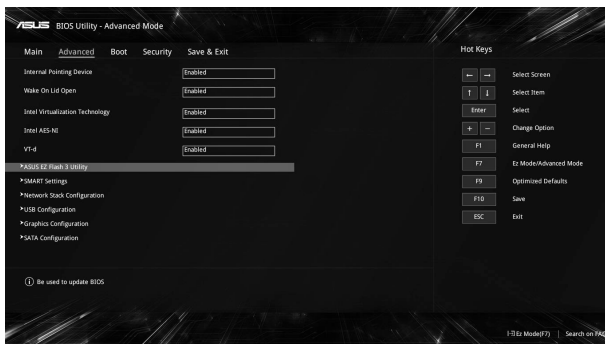 ASUS BIOS Utility - Advanced Mode
Main Advanced Boot Security Save & Exit
Internal Pointing Device Enabled
Wake On Lid Open Enabled
Intel Virtualization Technology Enabled
Intel AES-NI Enabled
VT-d Enabled
ASUS EZ Flash 3 Utility
SMART Settings
Network Stack Configuration
USB Configuration
Graphics Configuration
SATA Configuration
Be used to update BIOS
Hot Keys
← → Select Screen
↑ ↓ Select Item
Enter Select
+ - Change Option
F1 General Help
F7 Ez Mode/Advanced Mode
F9 Optimized Defaults
F10 Save
ESC Exit
Ez Mode(F7) | Search on FAQ